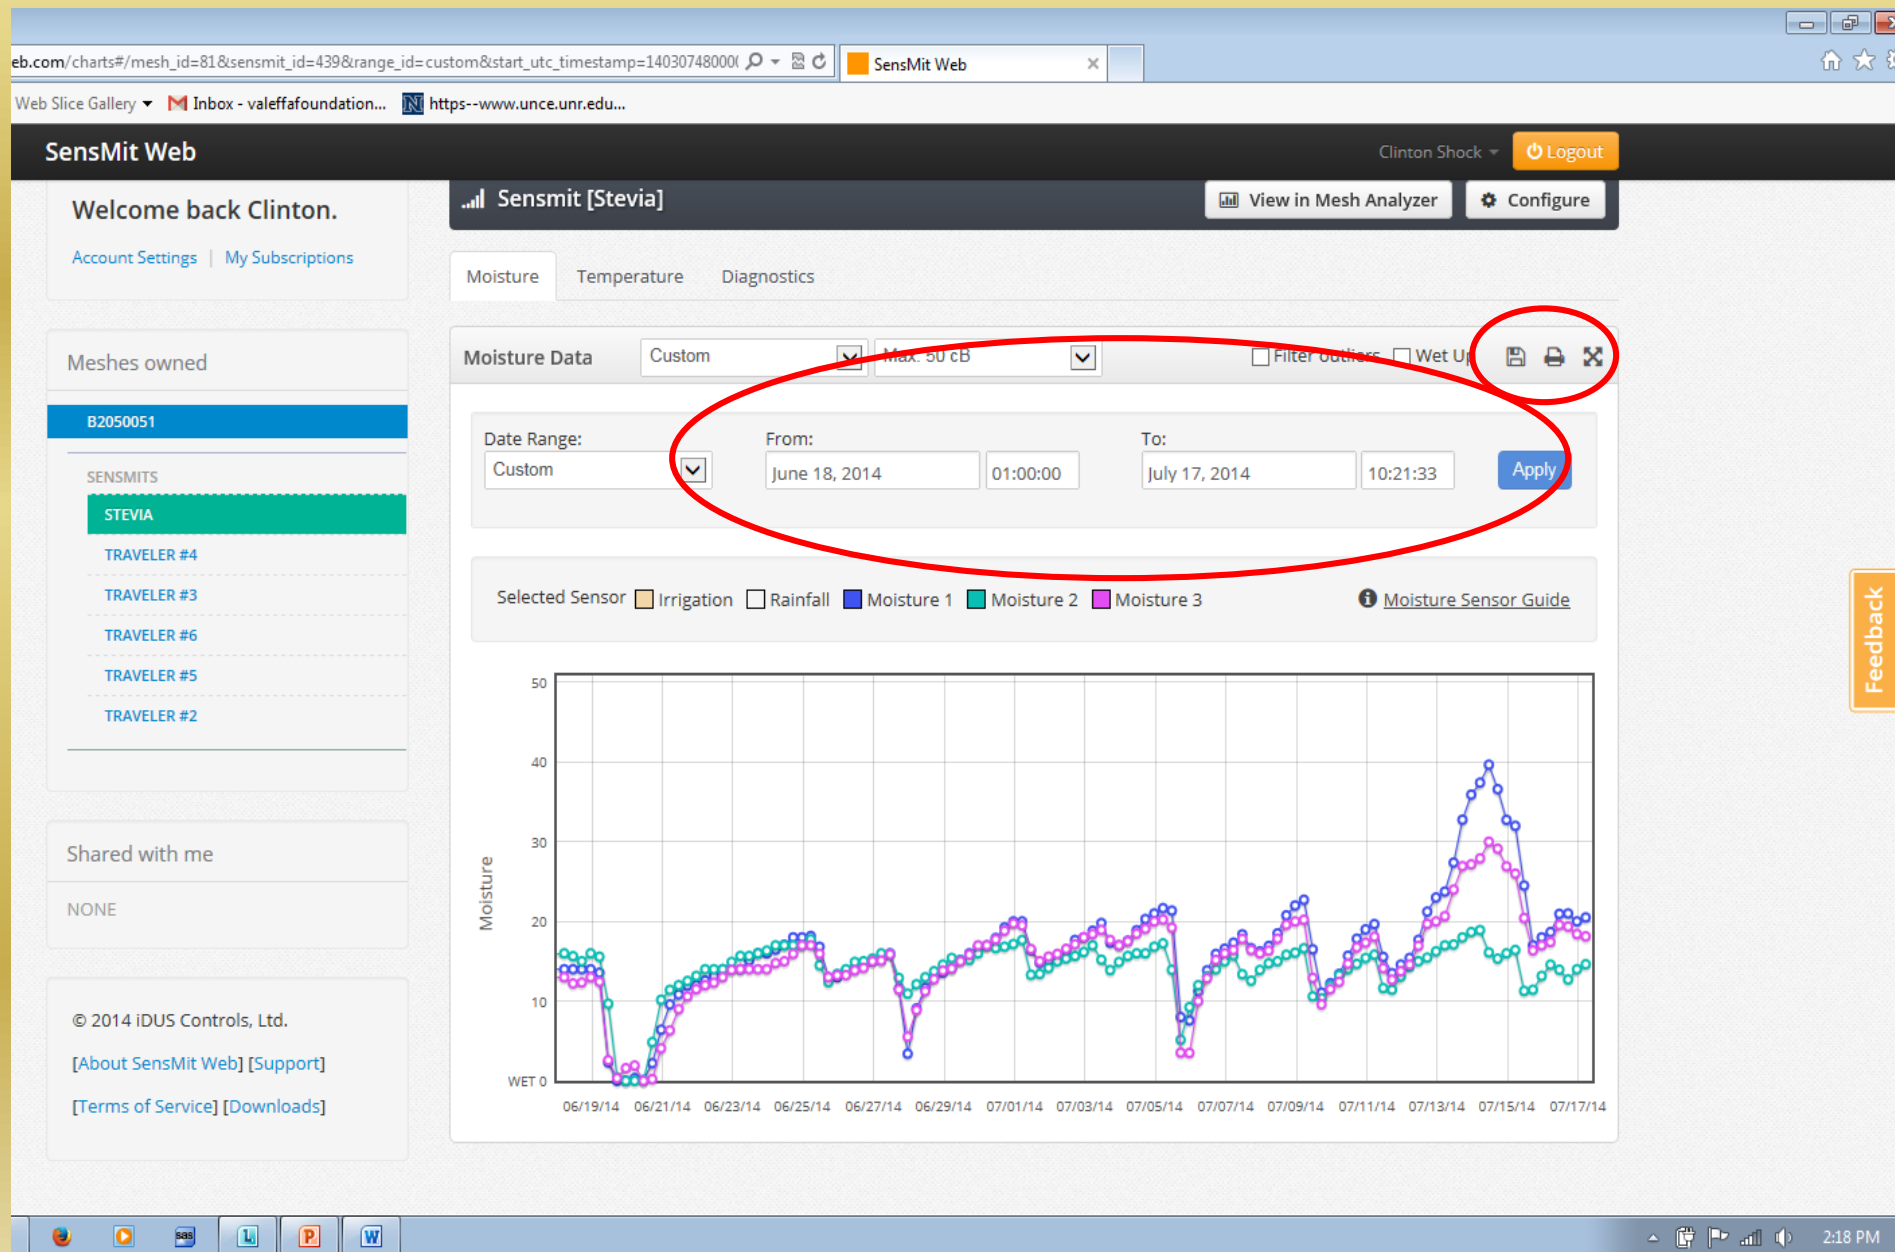 eb.com/charts#/mesh_id=81&sensmit_id=439&range_id=custom&start_utc_timestamp=14030748000(
SensMit Web
Web Slice Gallery
Inbox - valeffafoundation...
N https--www.unce.unr.edu...
SensMit Web
Clinton Shock
Logout
Welcome back Clinton.
Account Settings | My Subscriptions
Sensmit [Stevia]
View in Mesh Analyzer
Configure
Moisture Temperature Diagnostics
Meshes owned
B2050051
SENSMITS
STEVIA
TRAVELER #4
TRAVELER #3
TRAVELER #6
TRAVELER #5
TRAVELER #2
Shared with me
NONE
© 2014 iDUS Controls, Ltd.
[About SensMit Web] [Support]
[Terms of Service] [Downloads]
Moisture Data Custom Max. 50 cB Filter outliers Wet Up
Date Range: From: To:
Custom June 18, 2014 01:00:00 July 17, 2014 10:21:33 Apply
Selected Sensor Irrigation Rainfall Moisture 1 Moisture 2 Moisture 3 Moisture Sensor Guide
Moisture
50
40
30
20
10
WET 0
06/19/14 06/21/14 06/23/14 06/25/14 06/27/14 06/29/14 07/01/14 07/03/14 07/05/14 07/07/14 07/09/14 07/11/14 07/13/14 07/15/14 07/17/14
Feedback
sas L P W
2:18 PM